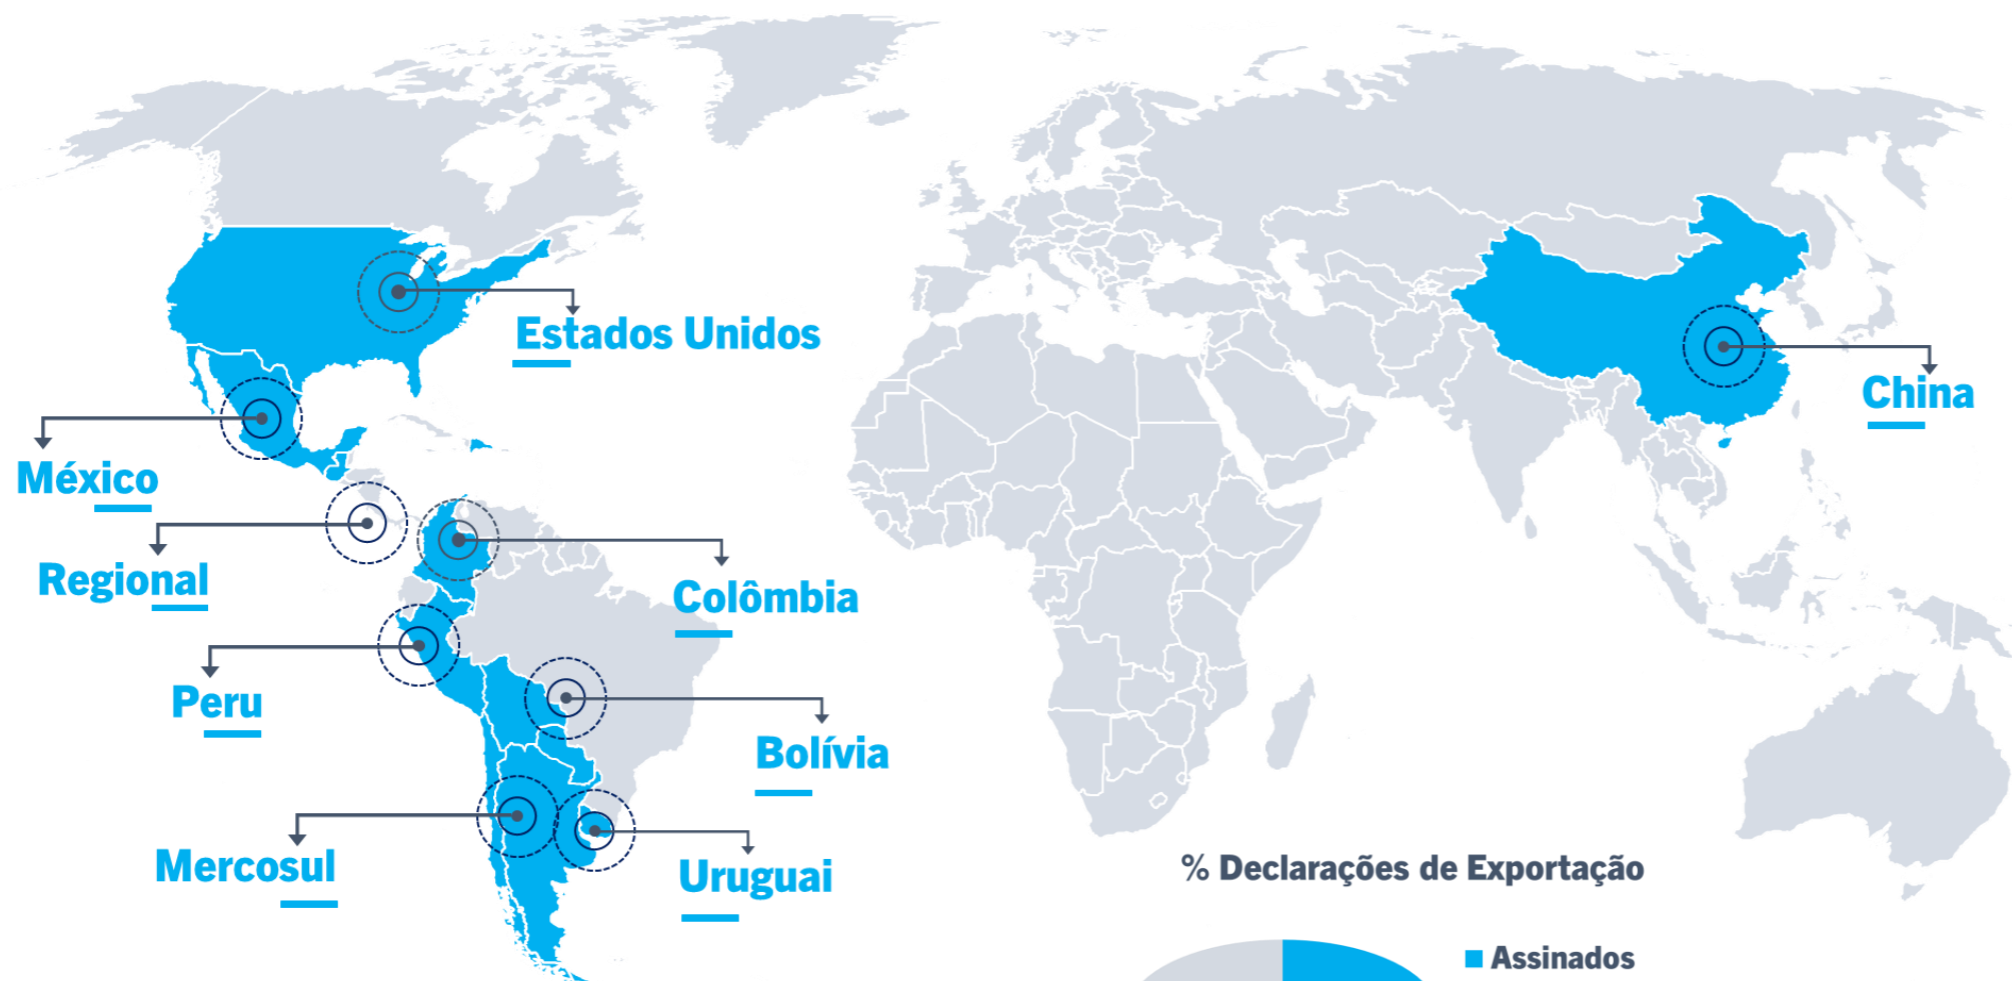 Estados Unidos
China
México
Regional
Colômbia
Peru
Bolívia
Mercosul
Uruguai
% Declarações de Exportação
Assinados